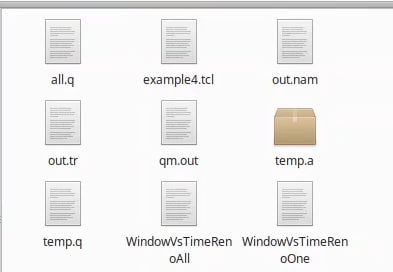 all.q
example4.tcl
out.nam
out.tr
qm.out
temp.a
temp.q
WindowVsTimeRen
oAll
WindowVsTimeRen
oOne